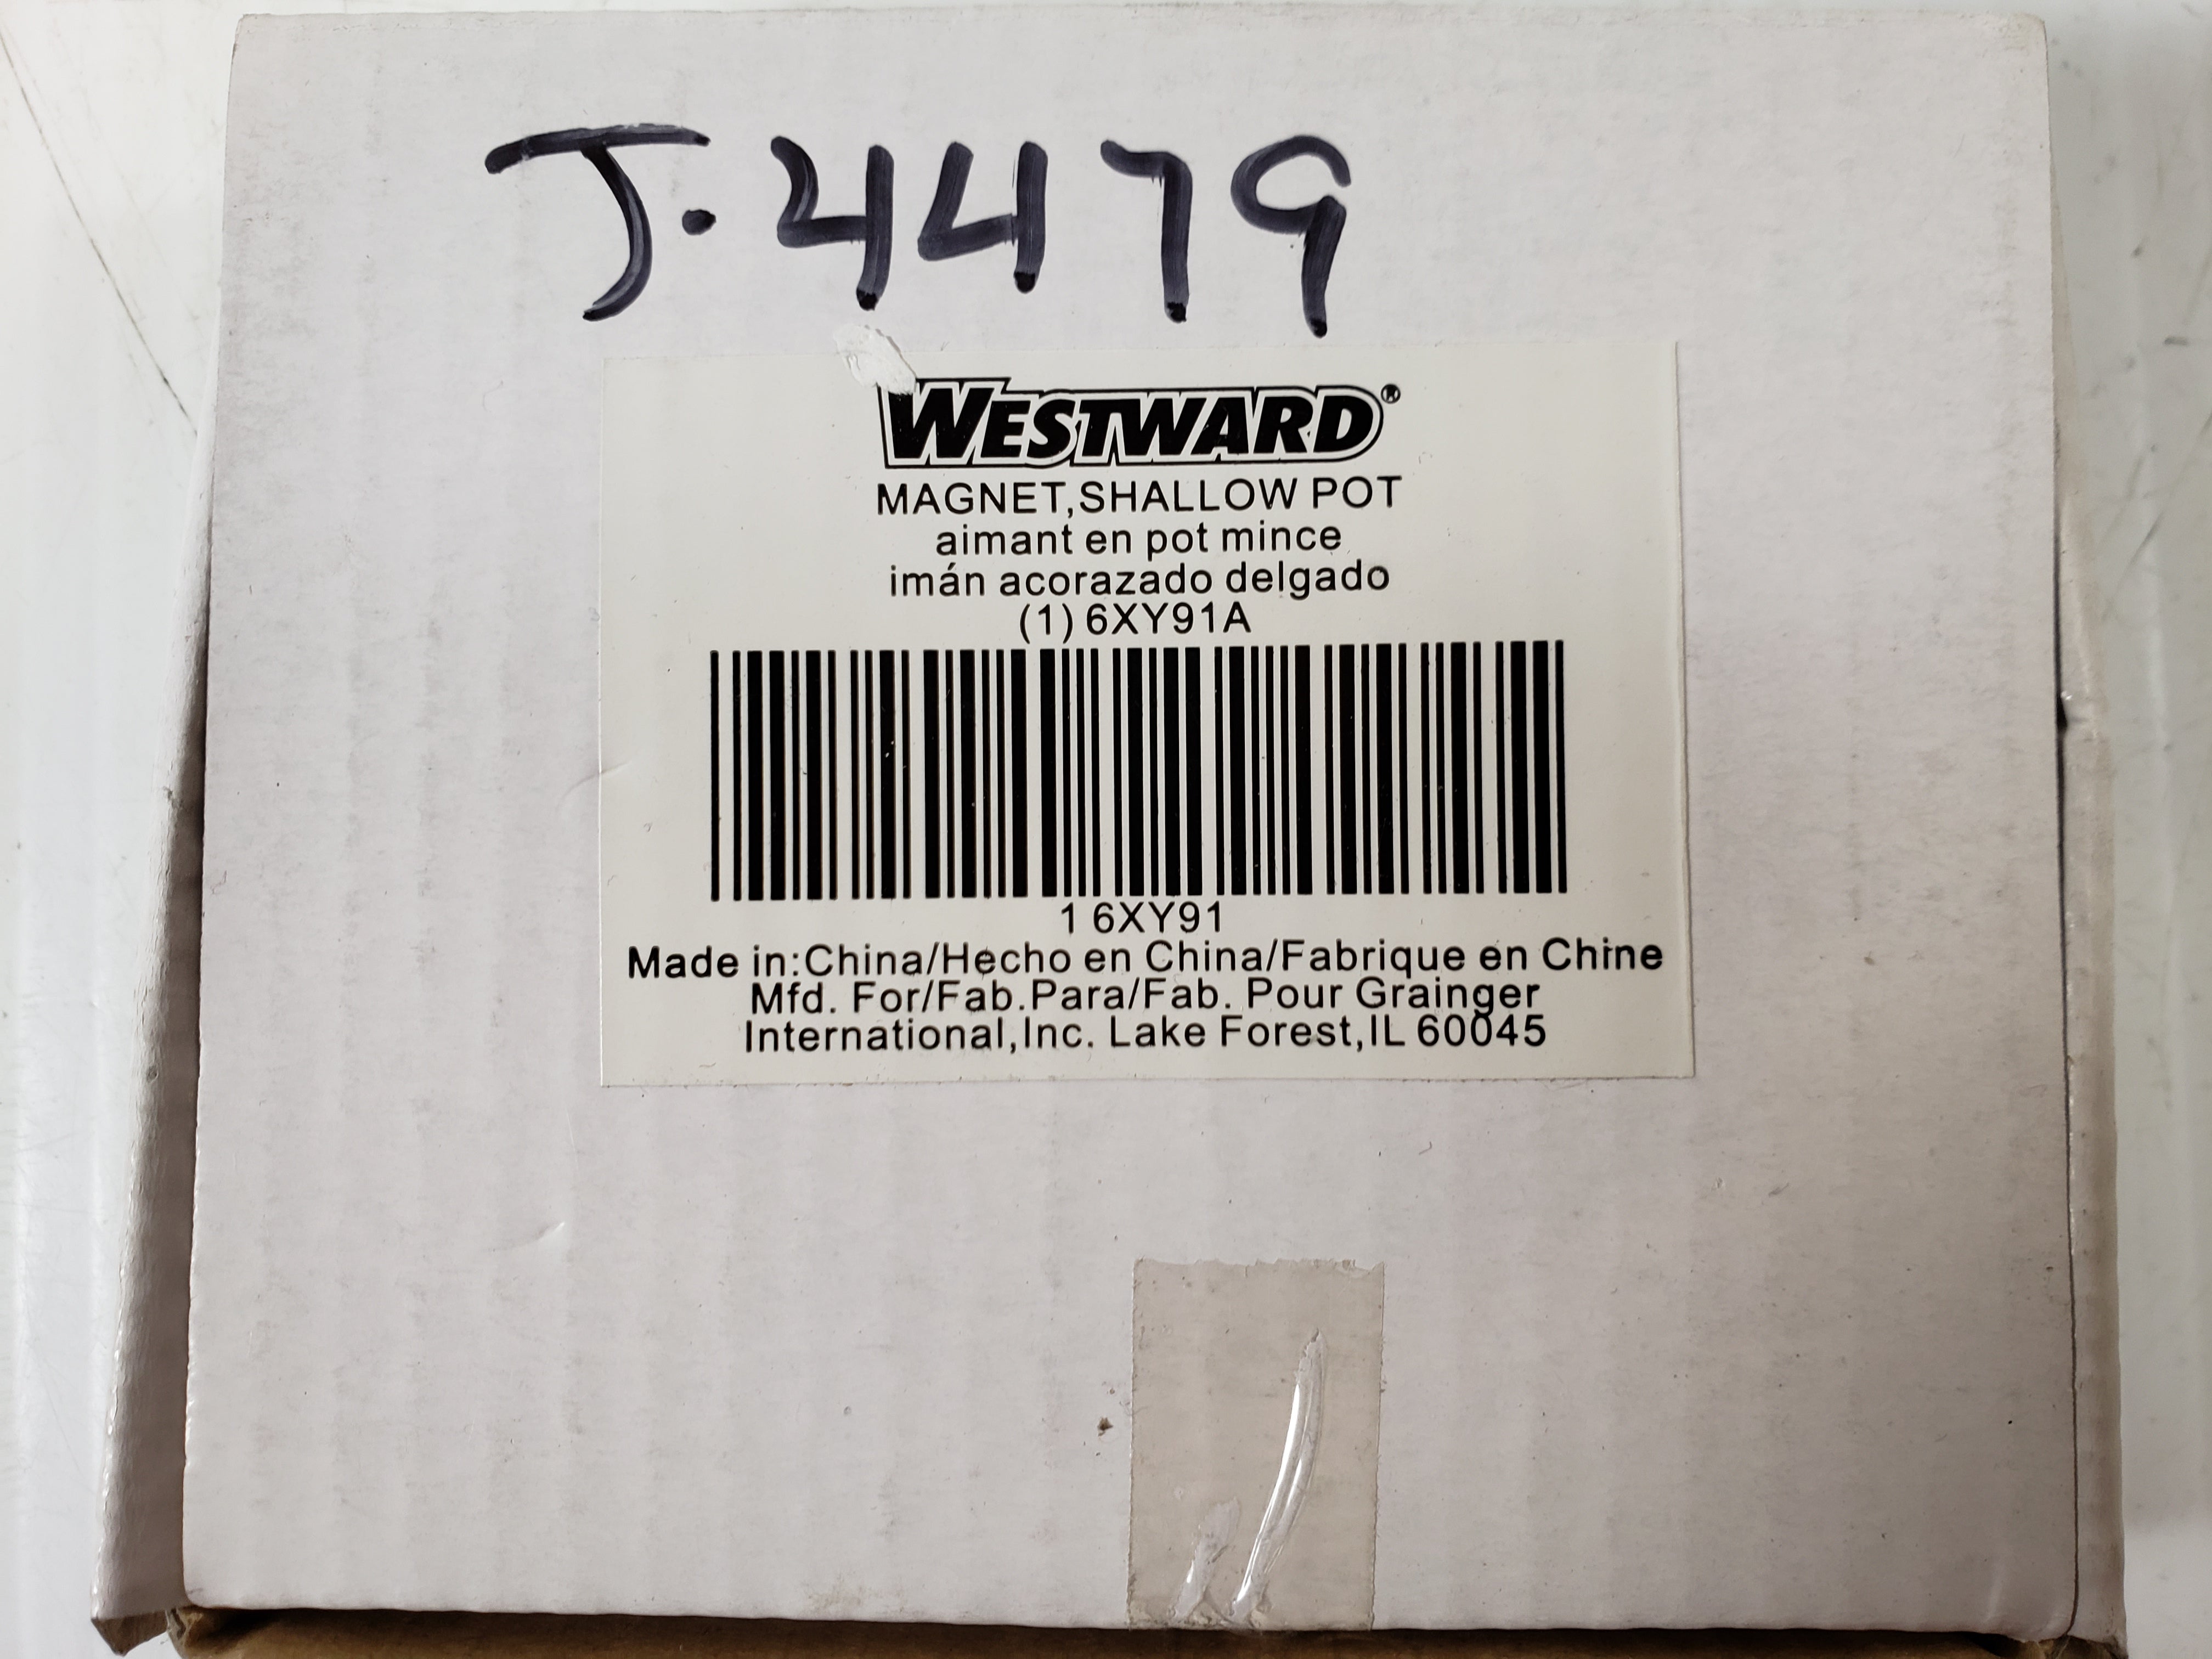 J.4479
WESTWARD®
MAGNET,SHALLOW POT
aimant en pot mince
imán acorazado delgado
(1) 6XY91A
1 6XY91
Made in:China/Hecho en China/Fabrique en Chine
Mfd. For/Fab.Para/Fab. Pour Grainger
International,Inc. Lake Forest,IL 60045